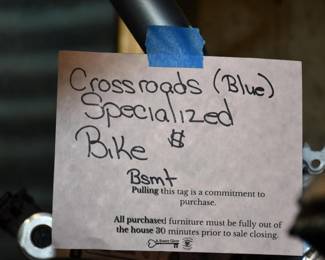 Crossroads (Blue)
Specialized
Bike $
Bsmt
Pulling this tag is a commitment to
purchase.
All purchased furniture must be fully out of
the house 30 minutes prior to sale closing.